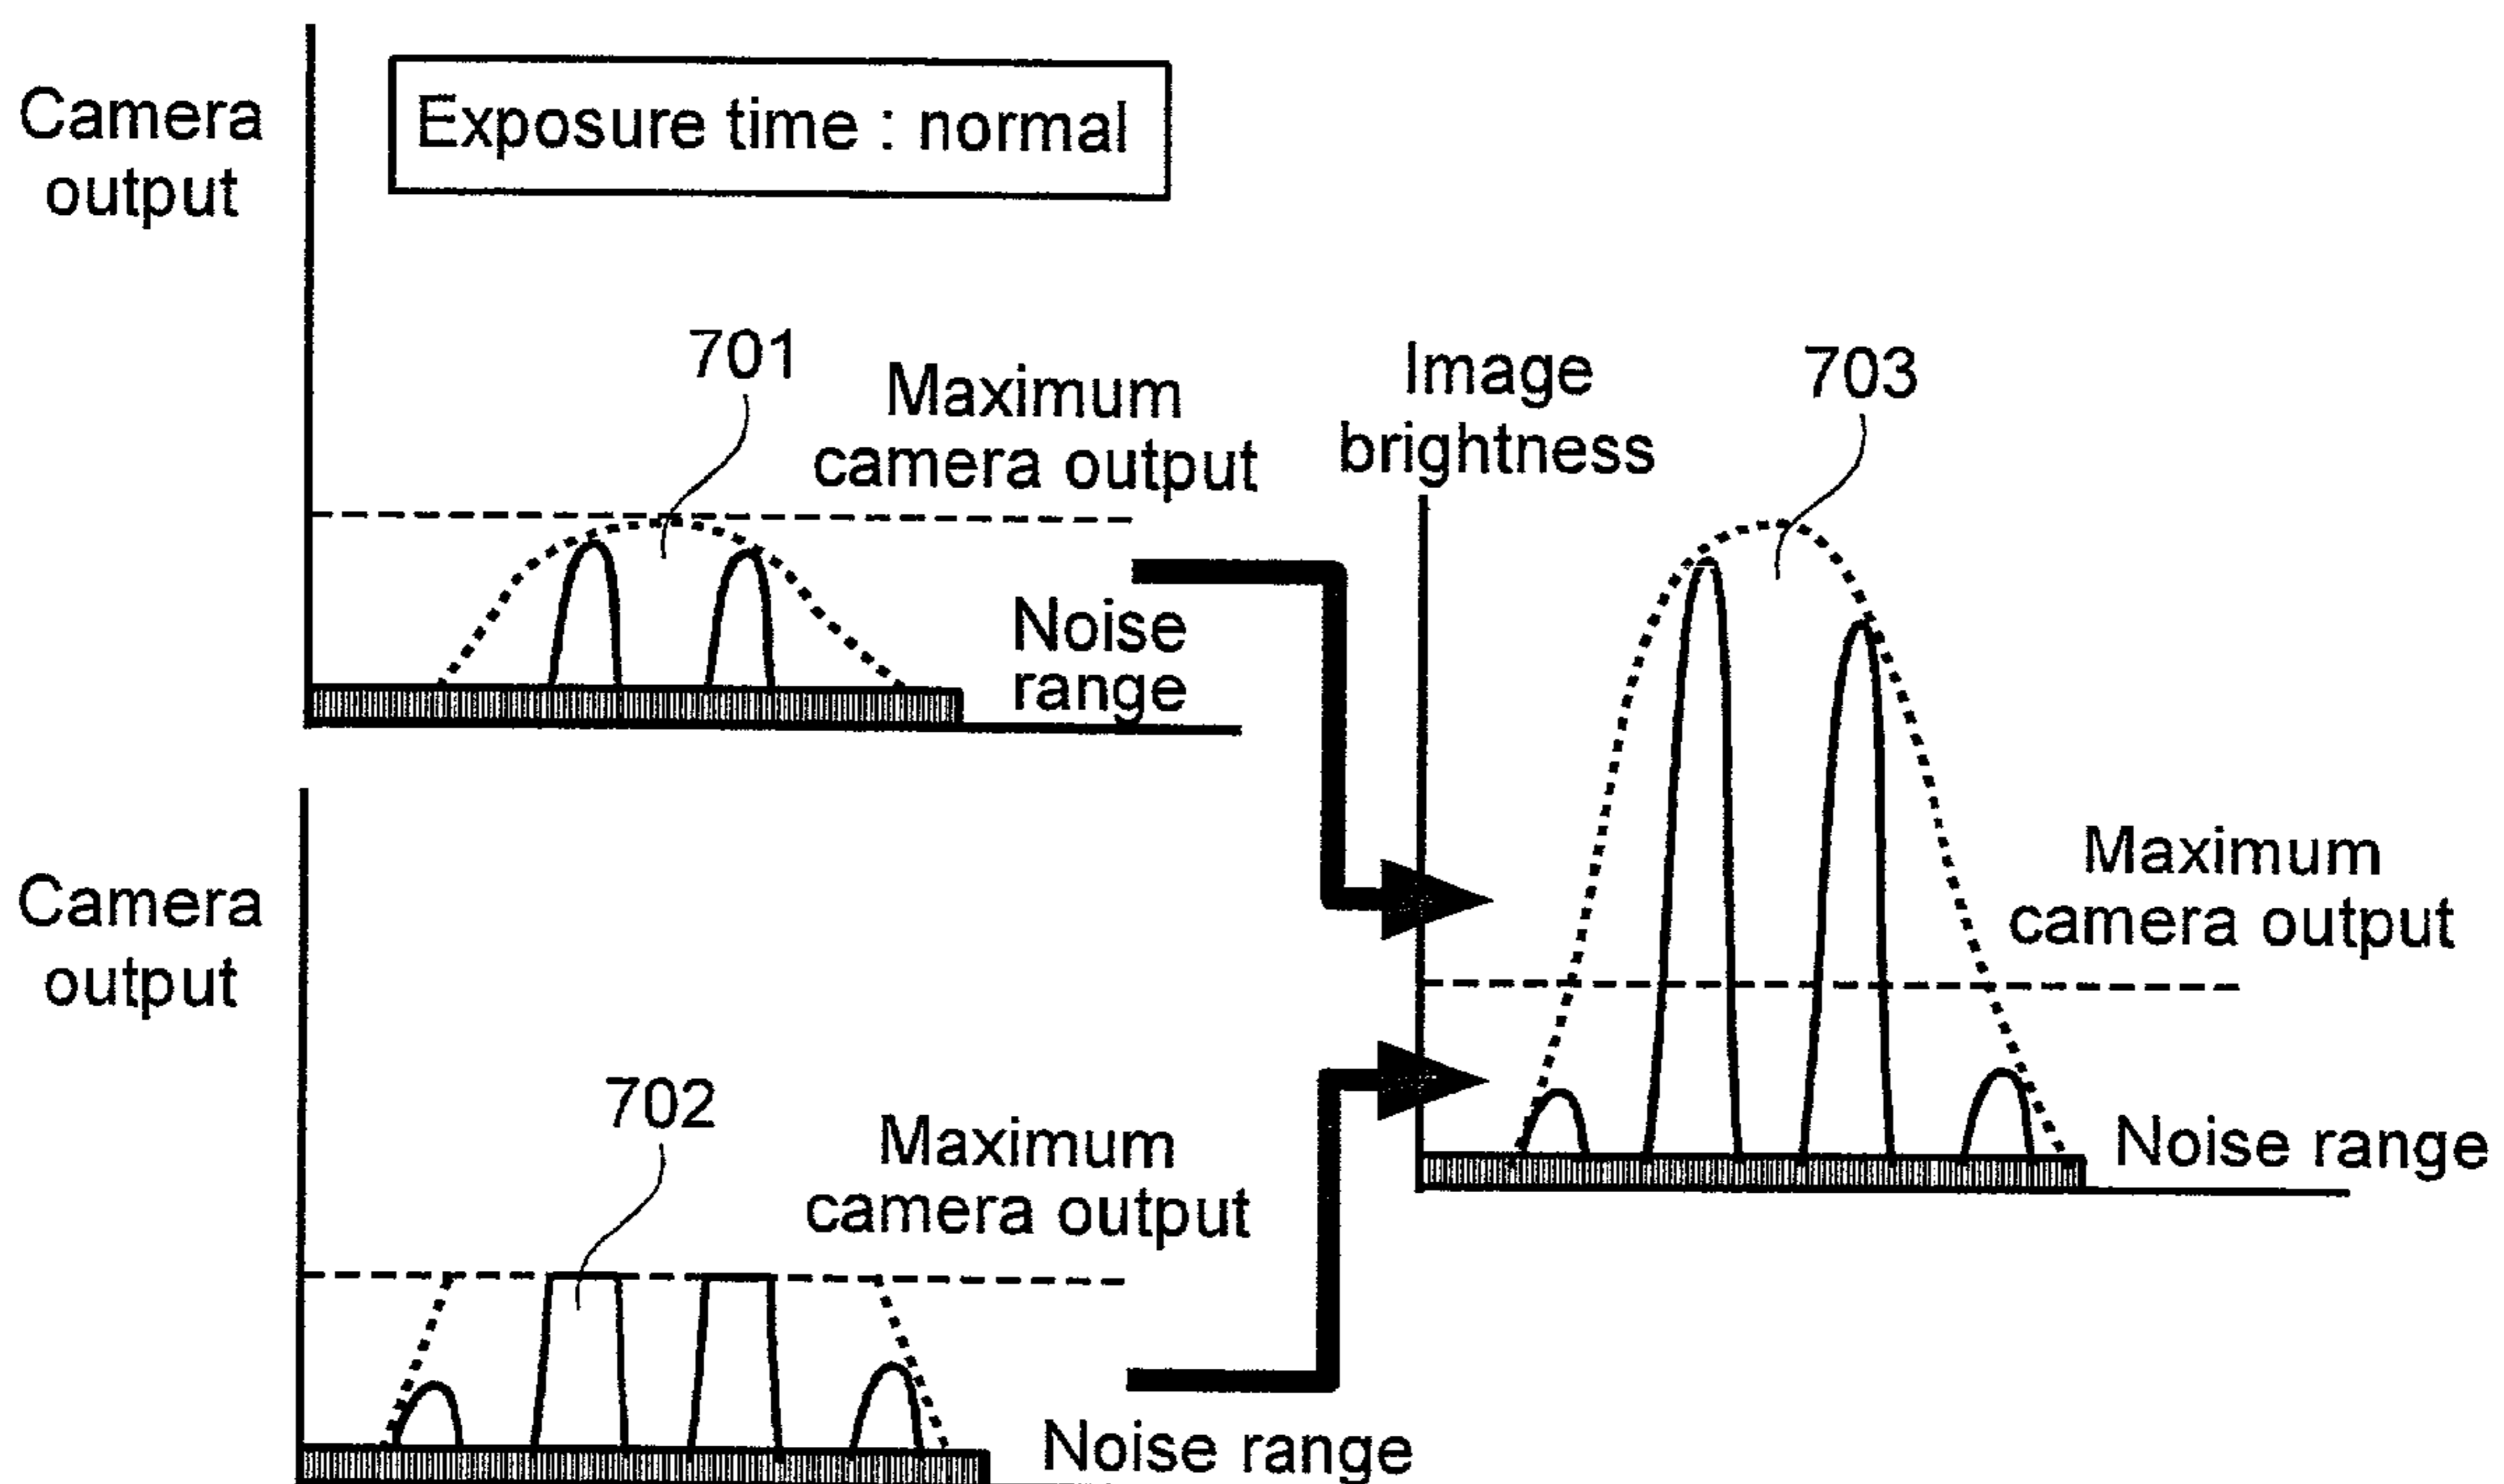 Camera
output
Exposure time : normal
701
Maximum
camera output
Noise
range
Image
brightness
703
Maximum
camera output
Noise range
Camera
output
702
Maximum
camera output
Noise range